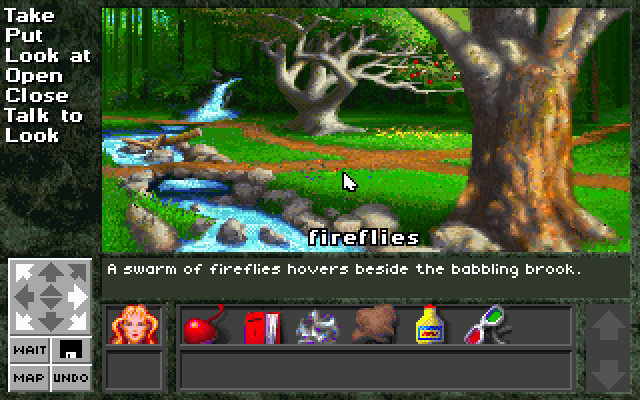 Take
Put
Look at
Open
Close
Talk to
Look
fireflies
A swarm of fireflies hovers beside the babbling brook.
WAIT
MAP UNDO